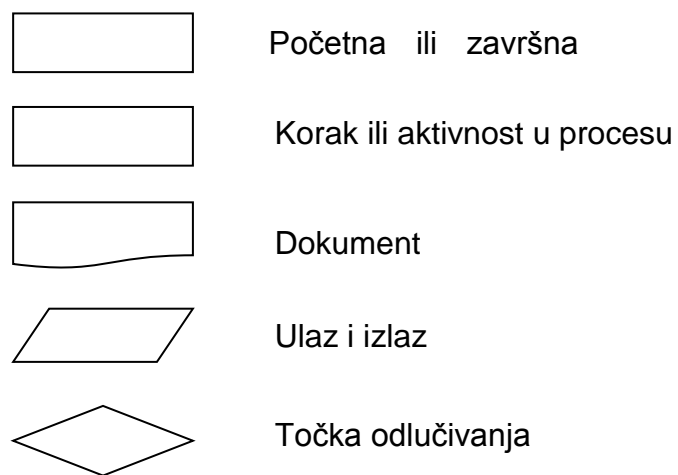 Početna ili završna
Korak ili aktivnost u procesu
Dokument
Ulaz i izlaz
Točka odlučivanja